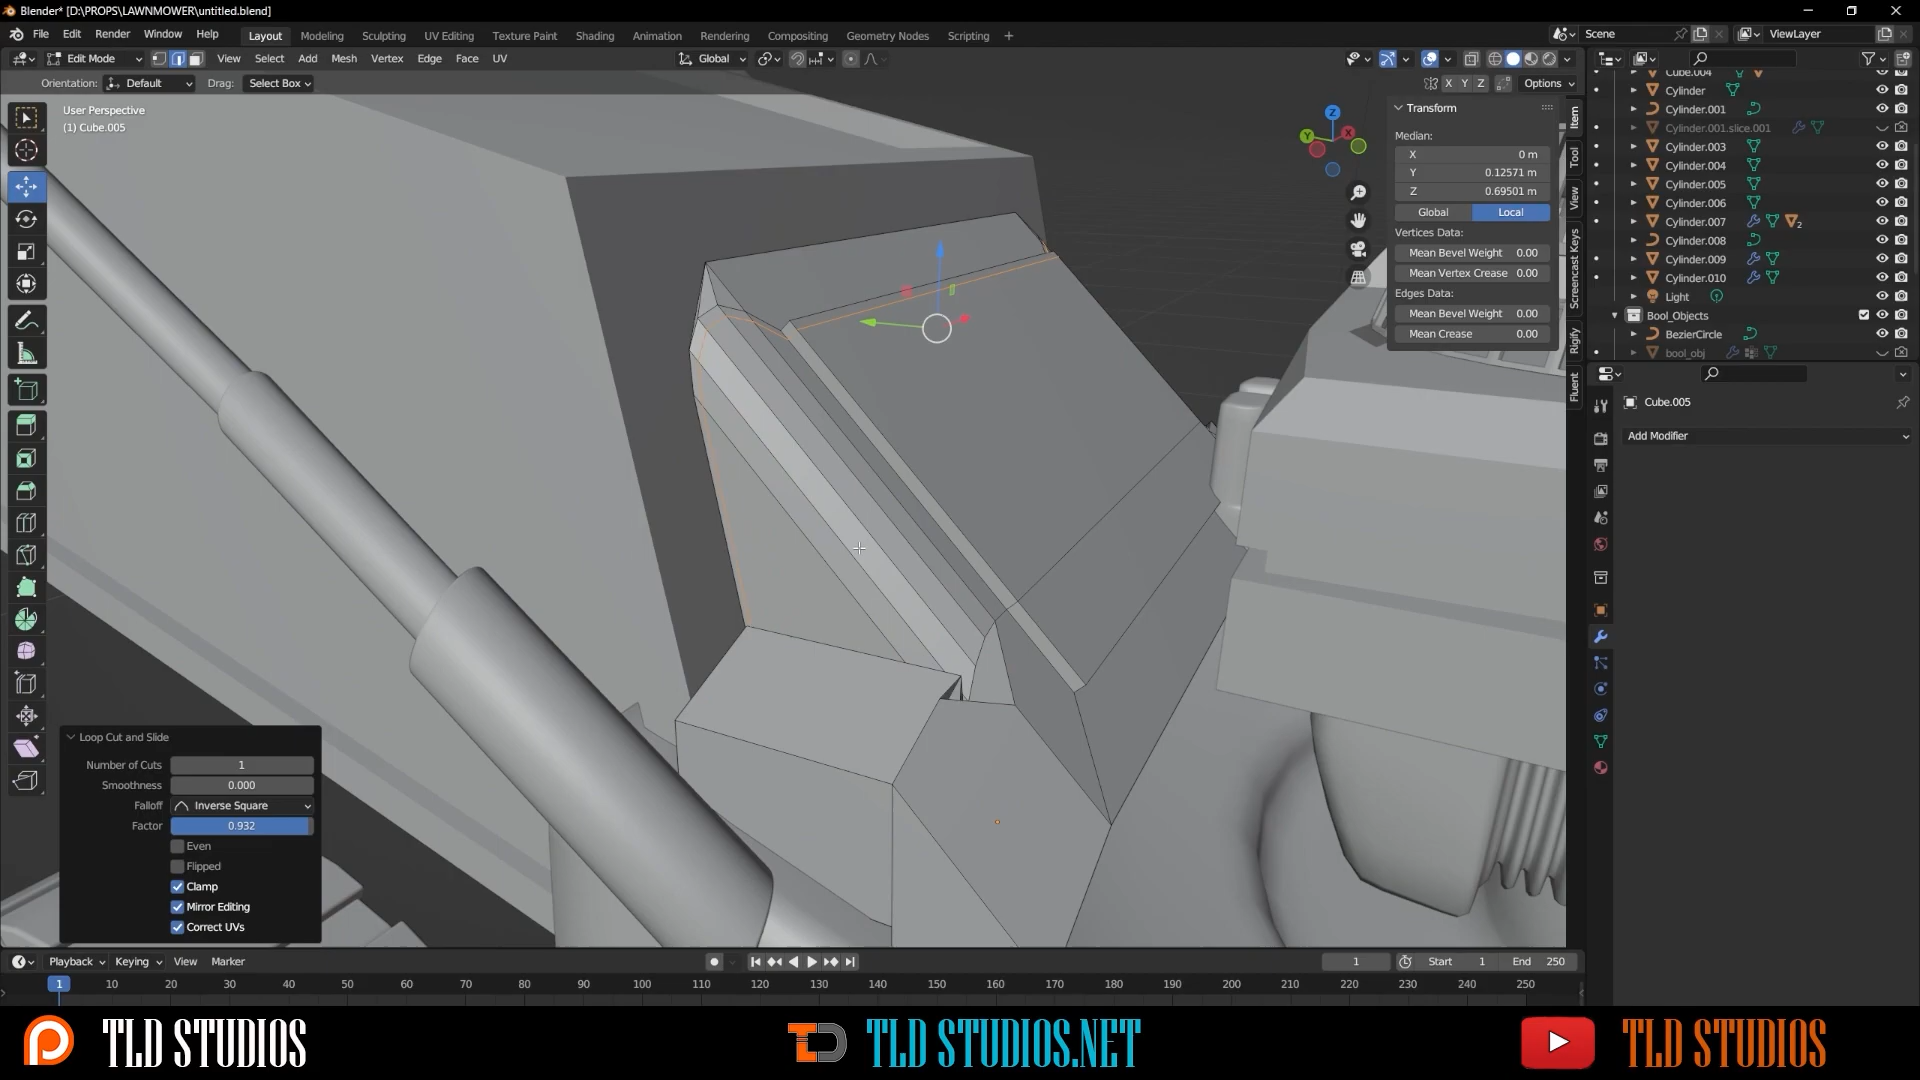 Blender* [D:\PROPS\LAWNMOWER\untitled.blend]
File Edit Render Window Help Layout Modeling Sculpting UV Editing Texture Paint Shading Animation Rendering Compositing Geometry Nodes Scripting + Scene ViewLayer
Edit Mode View Select Add Mesh Vertex Edge Face UV Global
Orientation: Default Drag: Select Box X Y Z Options
User Perspective
(1) Cube.005
Z
Y
X
Transform
Median:
X 0 m
Y 0.12571 m
Z 0.69501 m
Global Local
Vertices Data:
Mean Bevel Weight 0.00
Mean Vertex Crease 0.00
Edges Data:
Mean Bevel Weight 0.00
Mean Crease 0.00
Item
Tool
View
Screencast Keys
Rigify
Fluent
Cube.004
Cylinder
Cylinder.001
Cylinder.001.slice.001
Cylinder.003
Cylinder.004
Cylinder.005
Cylinder.006
Cylinder.007 2
Cylinder.008
Cylinder.009
Cylinder.010
Light
Bool_Objects
BezierCircle
bool_obj
Cube.005
Add Modifier
Loop Cut and Slide
Number of Cuts 1
Smoothness 0.000
Falloff Inverse Square
Factor 0.932
Even
Flipped
Clamp
Mirror Editing
Correct UVs
Playback Keying View Marker 1 Start 1 End 250
1 10 20 30 40 50 60 70 80 90 100 110 120 130 140 150 160 170 180 190 200 210 220 230 240 250
TLD STUDIOS TD TLD STUDIOS.NET TLD STUDIOS